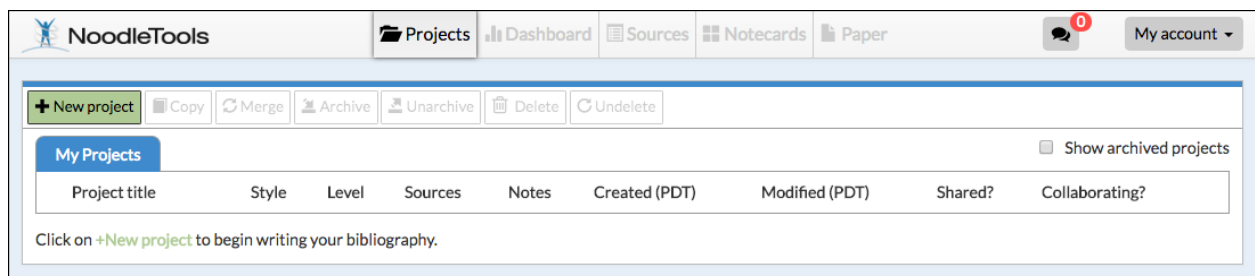 NoodleTools Projects Dashboard Sources Notecards Paper 0 My account
New project Copy Merge Archive Unarchive Delete Undelete
My Projects Show archived projects
Project title Style Level Sources Notes Created (PDT) Modified (PDT) Shared? Collaborating?
Click on +New project to begin writing your bibliography.